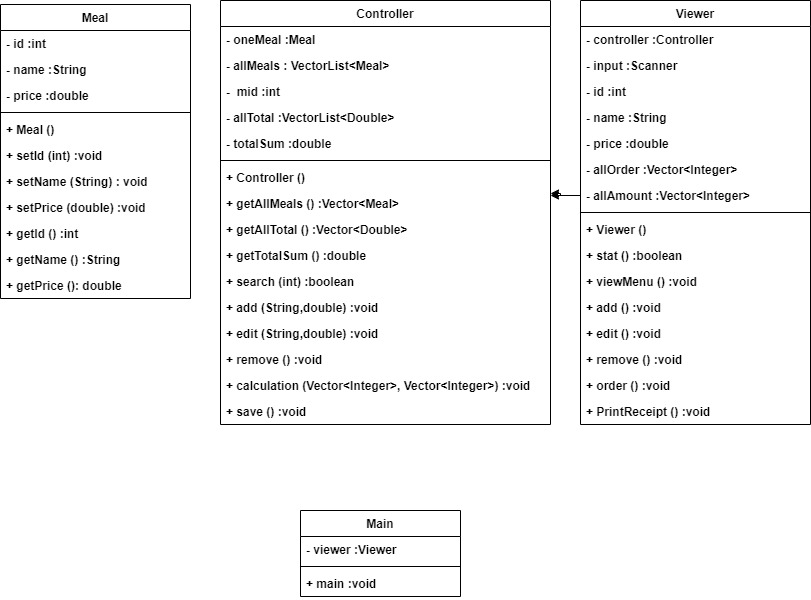 Meal
- id :int
- name :String
- price :double
+ Meal ()
+ setId (int) :void
+ setName (String) : void
+ setPrice (double) :void
+ getId () :int
+ getName () :String
+ getPrice (): double
Controller
- oneMeal :Meal
- allMeals : VectorList<Meal>
- mid :int
- allTotal :VectorList<Double>
- totalSum :double
+ Controller ()
+ getAllMeals () :Vector<Meal>
+ getAllTotal () :Vector<Double>
+ getTotalSum () :double
+ search (int) :boolean
+ add (String,double) :void
+ edit (String,double) :void
+ remove () :void
+ calculation (Vector<Integer>, Vector<Integer>) :void
+ save () :void
Viewer
- controller :Controller
- input :Scanner
- id :int
- name :String
- price :double
- allOrder :Vector<Integer>
- allAmount :Vector<Integer>
+ Viewer ()
+ stat () :boolean
+ viewMenu () :void
+ add () :void
+ edit () :void
+ remove () :void
+ order () :void
+ PrintReceipt () :void
Main
- viewer :Viewer
+ main :void